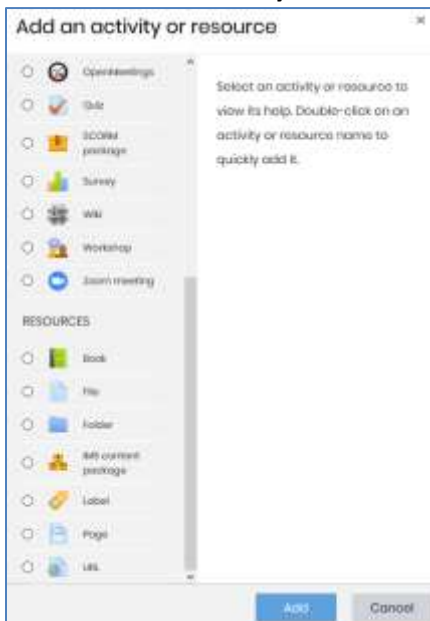 Add an activity or resource
×
OpenMeetings
Quiz
SCORM
package
Survey
Wiki
Workshop
Zoom meeting
RESOURCES
Book
File
Folder
IMS content
package
Label
Page
URL
Select an activity or resource to
view its help. Double-click on an
activity or resource name to
quickly add it.
Add
Cancel